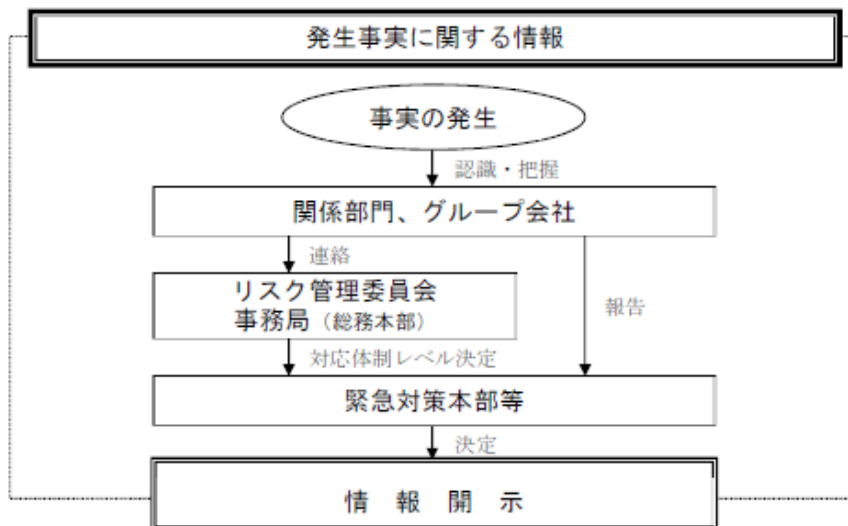 発生事実に関する情報
事実の発生
認識・把握
関係部門、グループ会社
連絡
リスク管理委員会
事務局（総務本部）
報告
対応体制レベル決定
緊急対策本部等
決定
情 報 開 示